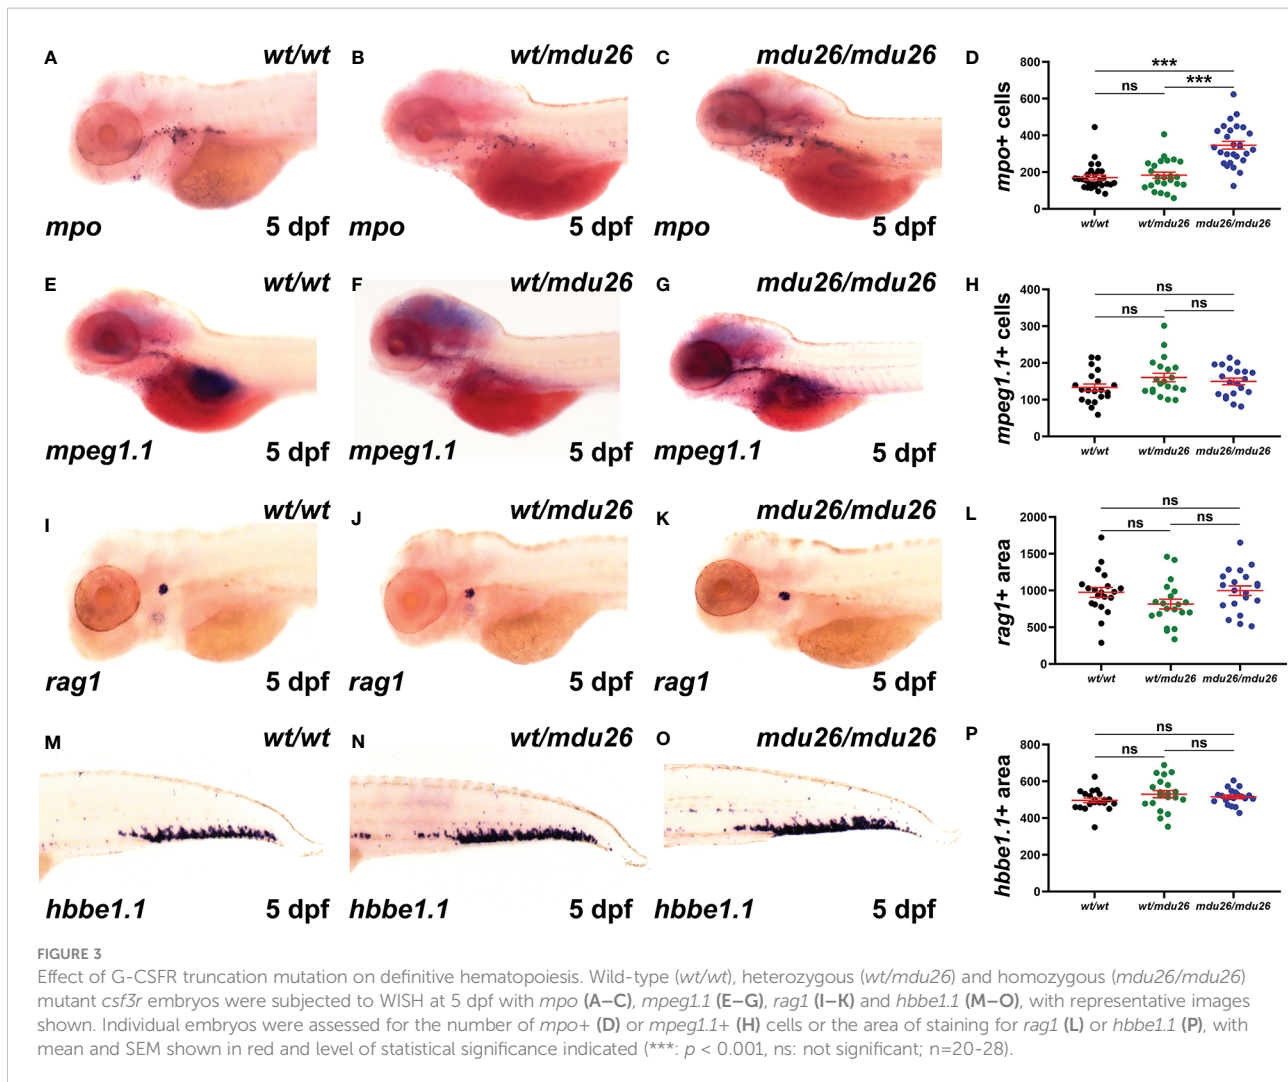 A wt/wt B wt/mdu26 C mdu26/mdu26 D
mpo 5 dpf mpo 5 dpf mpo 5 dpf
mpo+ cells
800
600
400
200
0
*** 
ns ***
wt/wt wt/mdu26 mdu26/mdu26
E wt/wt F wt/mdu26 G mdu26/mdu26 H
mpeg1.1 5 dpf mpeg1.1 5 dpf mpeg1.1 5 dpf
mpeg1.1+ cells
400
300
200
100
0
ns
ns ns
wt/wt wt/mdu26 mdu26/mdu26
I wt/wt J wt/mdu26 K mdu26/mdu26 L
rag1 5 dpf rag1 5 dpf rag1 5 dpf
rag1+ area
2000
1500
1000
500
0
ns
ns ns
wt/wt wt/mdu26 mdu26/mdu26
M wt/wt N wt/mdu26 O mdu26/mdu26 P
hbbe1.1 5 dpf hbbe1.1 5 dpf hbbe1.1 5 dpf
hbbe1.1+ area
800
600
400
200
0
ns
ns ns
wt/wt wt/mdu26 mdu26/mdu26
FIGURE 3
Effect of G-CSFR truncation mutation on definitive hematopoiesis. Wild-type (wt/wt), heterozygous (wt/mdu26) and homozygous (mdu26/mdu26)
mutant csf3r embryos were subjected to WISH at 5 dpf with mpo (A–C), mpeg1.1 (E–G), rag1 (I–K) and hbbe1.1 (M–O), with representative images
shown. Individual embryos were assessed for the number of mpo+ (D) or mpeg1.1+ (H) cells or the area of staining for rag1 (L) or hbbe1.1 (P), with
mean and SEM shown in red and level of statistical significance indicated (***: p < 0.001, ns: not significant; n=20-28).